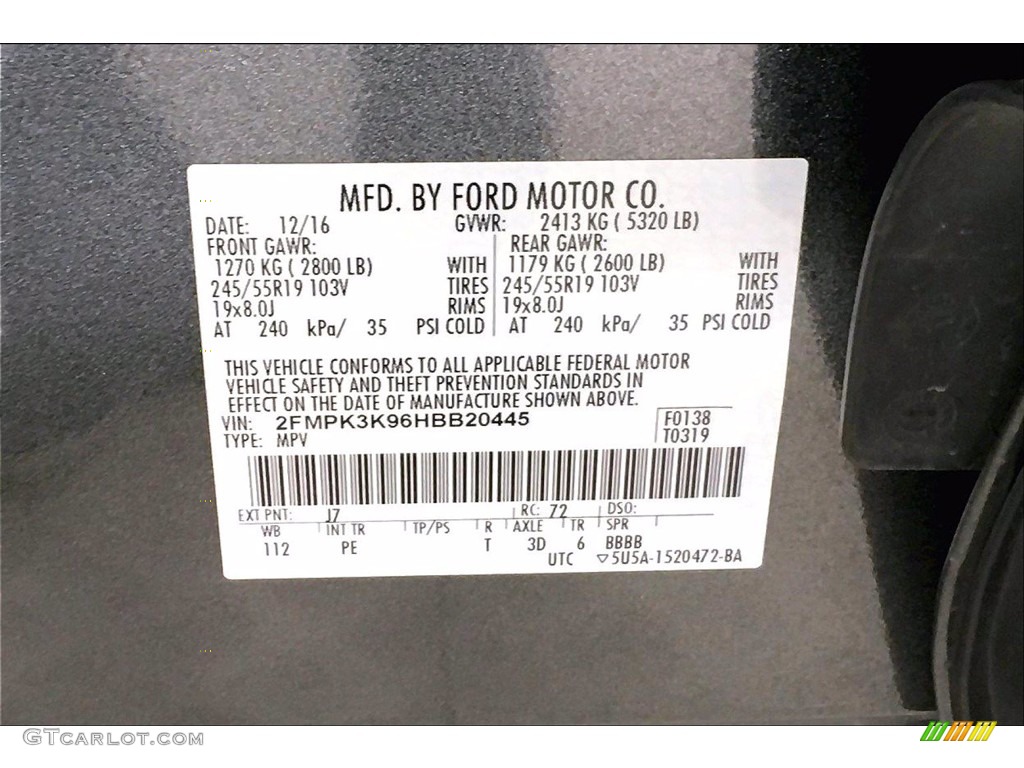 MFD. BY FORD MOTOR CO.
DATE: 12/16 GVWR: 2413 KG ( 5320 LB)
FRONT GAWR: REAR GAWR:
1270 KG ( 2800 LB) WITH 1179 KG ( 2600 LB) WITH
245/55R19 103V TIRES 245/55R19 103V TIRES
19x8.0J RIMS 19x8.0J RIMS
AT 240 kPa/ 35 PSI COLD AT 240 kPa/ 35 PSI COLD
THIS VEHICLE CONFORMS TO ALL APPLICABLE FEDERAL MOTOR
VEHICLE SAFETY AND THEFT PREVENTION STANDARDS IN
EFFECT ON THE DATE OF MANUFACTURE SHOWN ABOVE.
VIN: 2FMPK3K96HBB20445 F0138
TYPE: MPV T0319
EXT PNT: J7 RC: 72 DSO:
WB INT TR TP/PS R AXLE TR SPR
112 PE T 3D 6 BBBB
UTC ▽5U5A-1520472-BA
GTCARLOT.COM